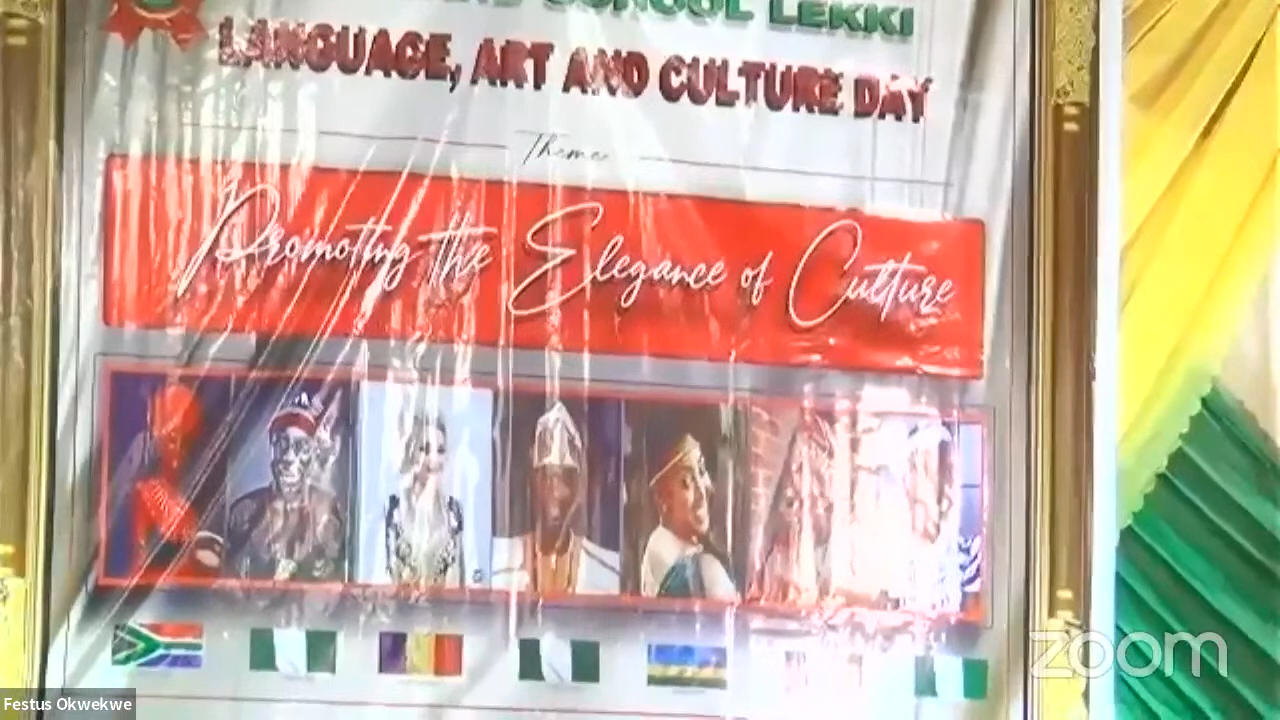 SCHOOL LEKKI
LANGUAGE, ART AND CULTURE DAY
Theme
Promoting the Elegance of Culture
zoom
Festus Okwekwe